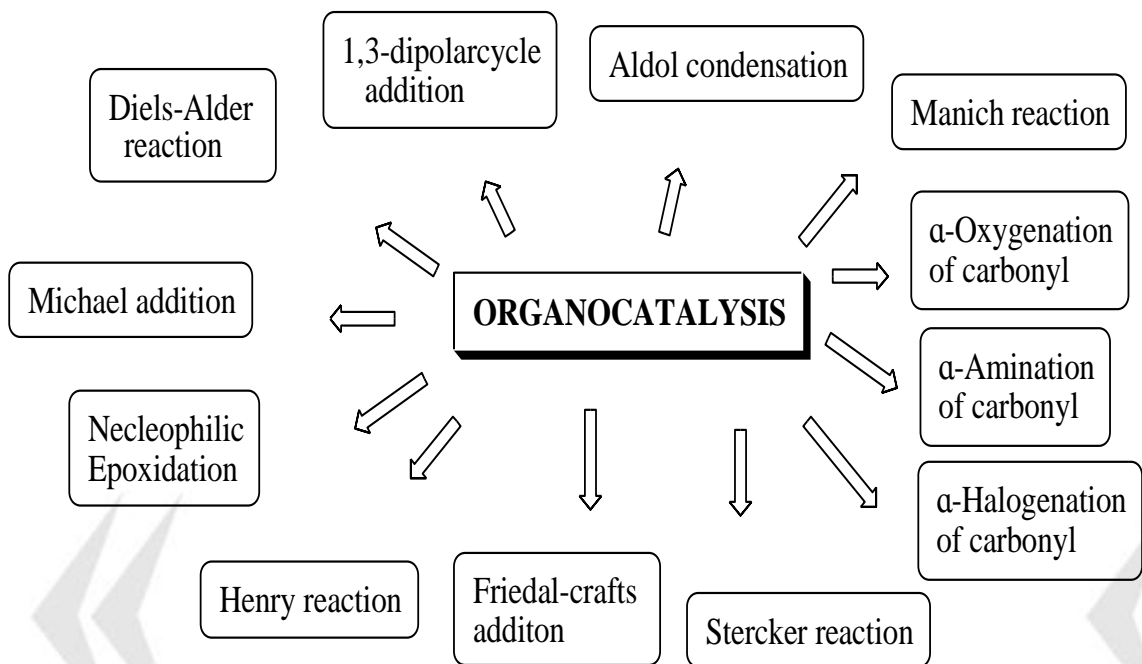 1,3-dipolarcycle
addition
Aldol condensation
Diels-Alder
reaction
Manich reaction
α-Oxygenation
of carbonyl
Michael addition
ORGANOCATALYSIS
α-Amination
of carbonyl
Necleophilic
Epoxidation
α-Halogenation
of carbonyl
Henry reaction
Friedal-crafts
additon
Stercker reaction